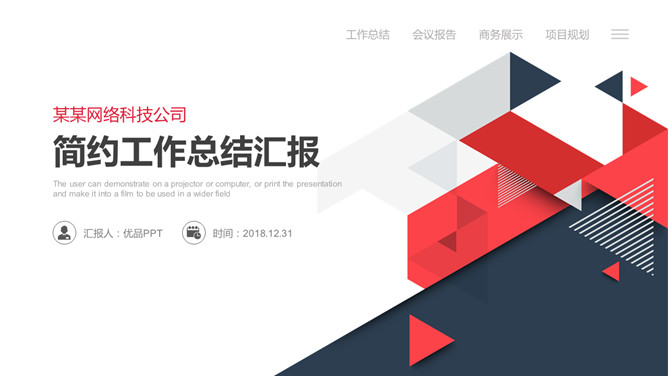 工作总结 会议报告 商务展示 项目规划
某某网络科技公司
简约工作总结汇报
The user can demonstrate on a projector or computer, or print the presentation
and make it into a film to be used in a wider field
汇报人：优品PPT 时间：2018.12.31